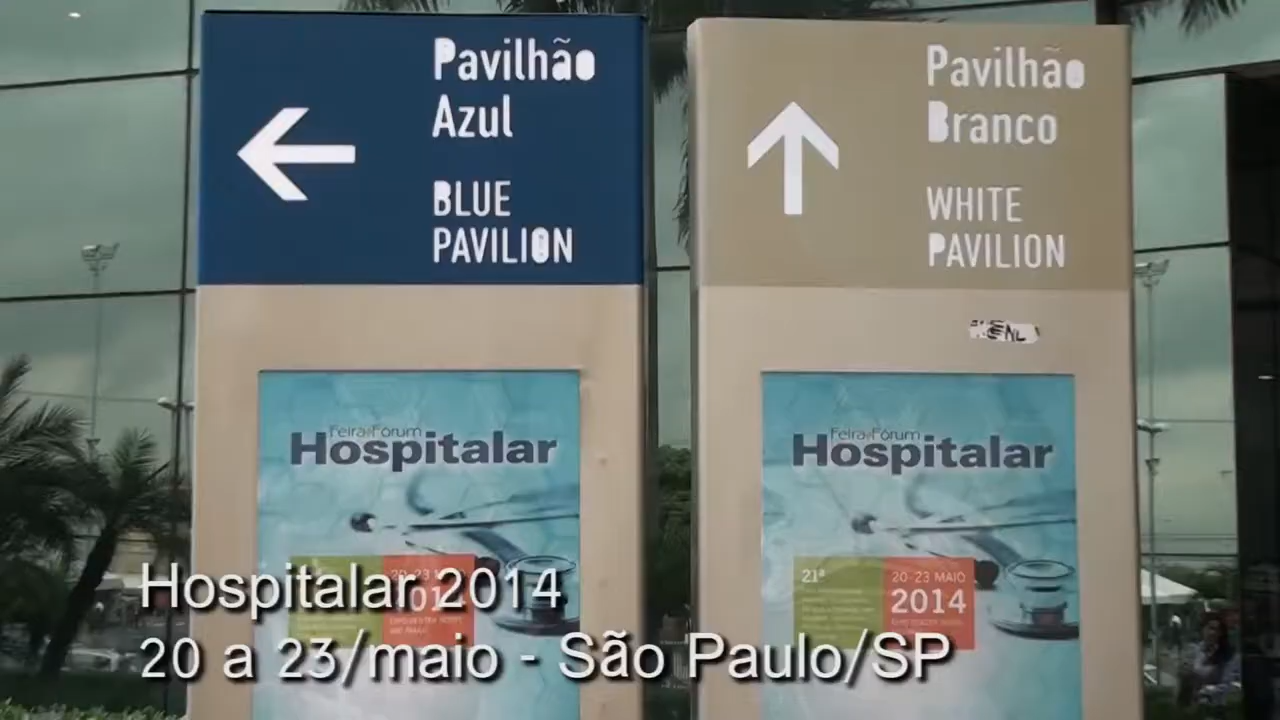 Pavilhão
Azul
BLUE
PAVILION
Pavilhão
Branco
WHITE
PAVILION
Feira+Fórum
Hospitalar
Feira+Fórum
Hospitalar
21ª
20-23 MAIO
2014
Hospitalar 2014
20 a 23/maio - São Paulo/SP